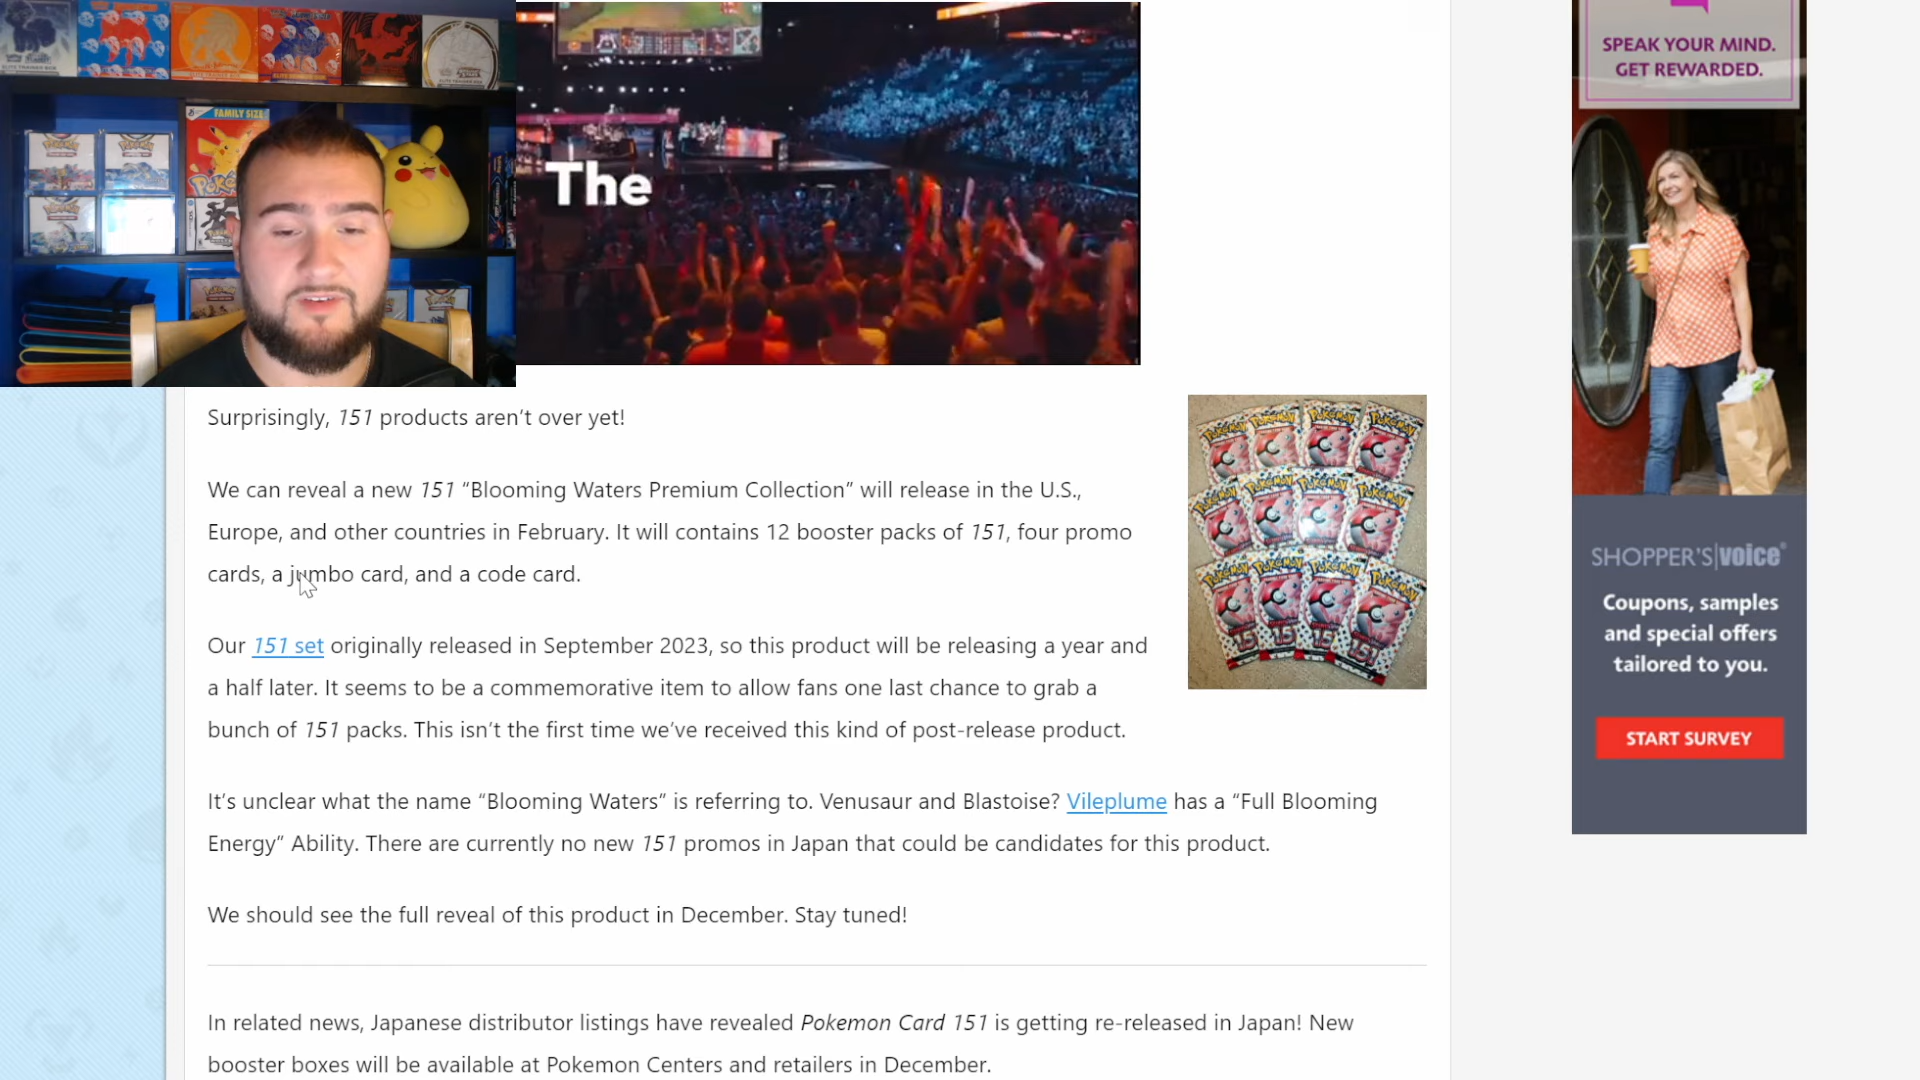 FAMILY SIZE
The
SPEAK YOUR MIND.
GET REWARDED.
Surprisingly, 151 products aren’t over yet!
We can reveal a new 151 “Blooming Waters Premium Collection” will release in the U.S.,
Europe, and other countries in February. It will contains 12 booster packs of 151, four promo
cards, a jumbo card, and a code card.
Our 151 set originally released in September 2023, so this product will be releasing a year and
a half later. It seems to be a commemorative item to allow fans one last chance to grab a
bunch of 151 packs. This isn’t the first time we’ve received this kind of post-release product.
It’s unclear what the name “Blooming Waters” is referring to. Venusaur and Blastoise? Vileplume has a “Full Blooming
Energy” Ability. There are currently no new 151 promos in Japan that could be candidates for this product.
We should see the full reveal of this product in December. Stay tuned!
In related news, Japanese distributor listings have revealed Pokemon Card 151 is getting re-released in Japan! New
booster boxes will be available at Pokemon Centers and retailers in December.
SHOPPER'S|voice®
Coupons, samples
and special offers
tailored to you.
START SURVEY